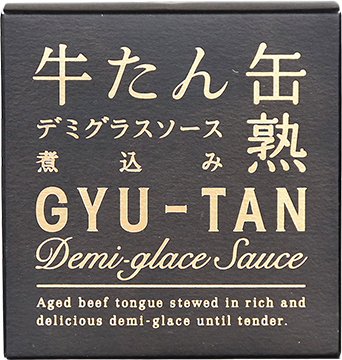 牛たん缶
デミグラスソース
煮込み
熟
GYU-TAN
Demi-glace Sauce
Aged beef tongue stewed in rich and
delicious demi-glace until tender.